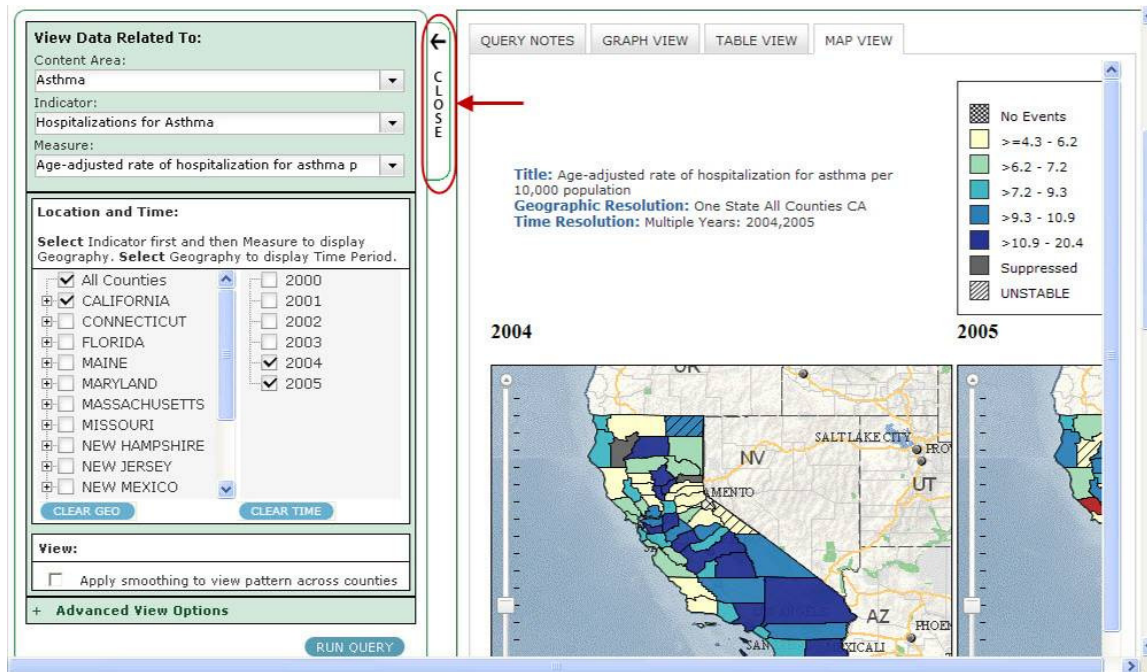 View Data Related To:
Content Area:
Asthma
Indicator:
Hospitalizations for Asthma
Measure:
Age-adjusted rate of hospitalization for asthma p
Location and Time:
Select Indicator first and then Measure to display
Geography. Select Geography to display Time Period.
All Counties
CALIFORNIA
CONNECTICUT
FLORIDA
MAINE
MARYLAND
MASSACHUSETTS
MISSOURI
NEW HAMPSHIRE
NEW JERSEY
NEW MEXICO
2000
2001
2002
2003
2004
2005
CLEAR GEO
CLEAR TIME
View:
Apply smoothing to view pattern across counties
+ Advanced View Options
RUN QUERY
CLOSE
QUERY NOTES
GRAPH VIEW
TABLE VIEW
MAP VIEW
Title: Age-adjusted rate of hospitalization for asthma per
10,000 population
Geographic Resolution: One State All Counties CA
Time Resolution: Multiple Years: 2004,2005
No Events
>=4.3 - 6.2
>6.2 - 7.2
>7.2 - 9.3
>9.3 - 10.9
>10.9 - 20.4
Suppressed
UNSTABLE
2004
2005
SALT LAKE CITY
PRO
NV
UT
AMENTO
AZ
PHOEN
SAN
XICALI